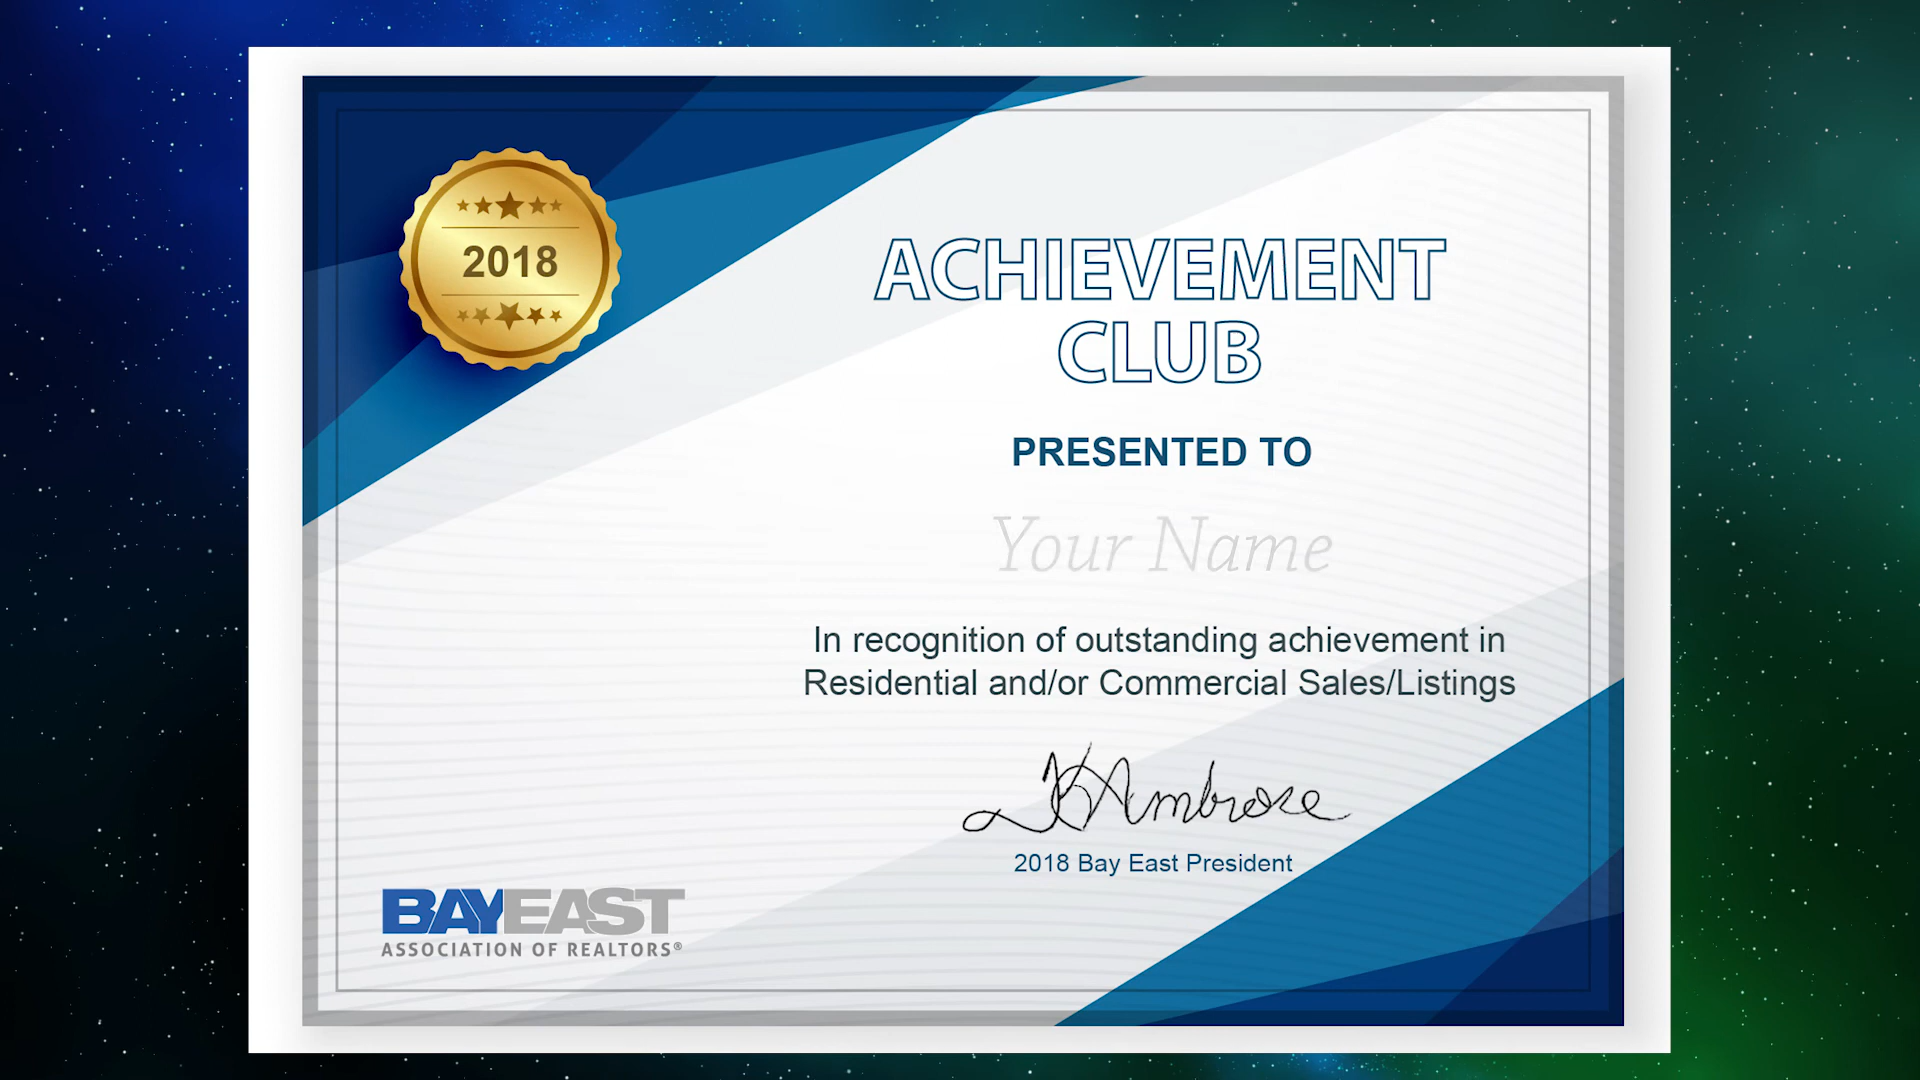 2018
ACHIEVEMENT
CLUB
PRESENTED TO
Your Name
In recognition of outstanding achievement in
Residential and/or Commercial Sales/Listings
KAmbrose
2018 Bay East President
BAYEAST
ASSOCIATION OF REALTORS®